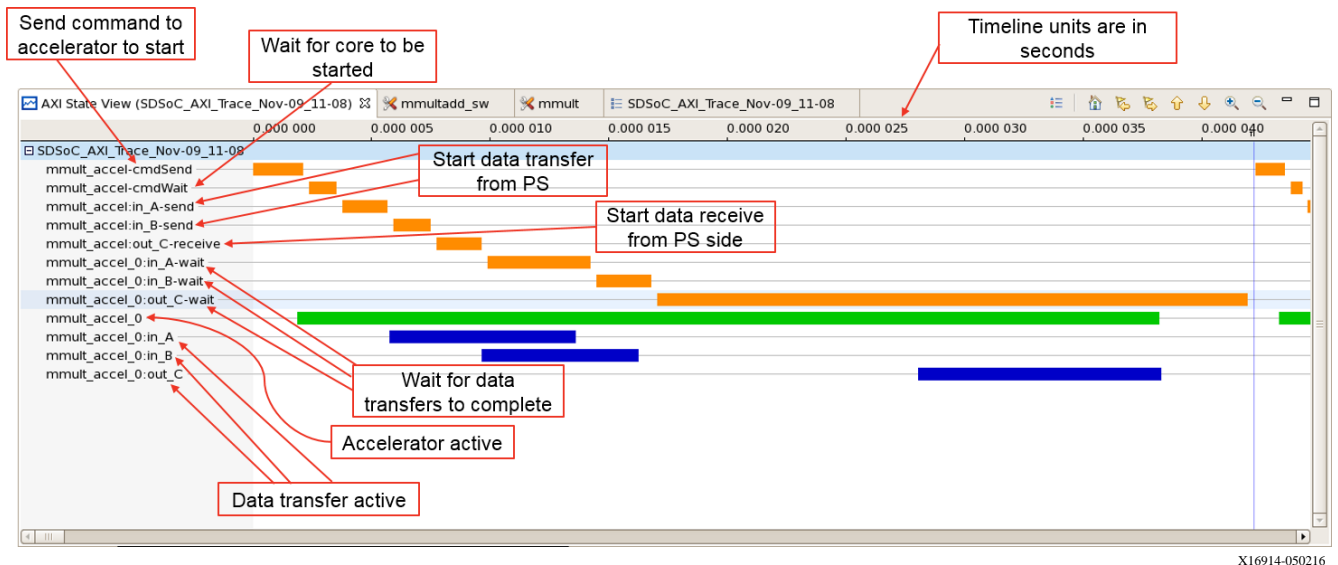 Send command to
accelerator to start
Wait for core to be
started
Timeline units are in
seconds
AXI State View (SDSoC_AXI_Trace_Nov-09_11-08)
mmultadd_sw
mmult
SDSoC_AXI_Trace_Nov-09_11-08
0.000 000
0.000 005
0.000 010
0.000 015
0.000 020
0.000 025
0.000 030
0.000 035
0.000 040
SDSoC_AXI_Trace_Nov-09_11-08
mmult_accel-cmdSend
mmult_accel-cmdWait
mmult_accel:in_A-send
mmult_accel:in_B-send
mmult_accel:out_C-receive
mmult_accel_0:in_A-wait
mmult_accel_0:in_B-wait
mmult_accel_0:out_C-wait
mmult_accel_0
mmult_accel_0:in_A
mmult_accel_0:in_B
mmult_accel_0:out_C
Start data transfer
from PS
Start data receive
from PS side
Wait for data
transfers to complete
Accelerator active
Data transfer active
X16914-050216